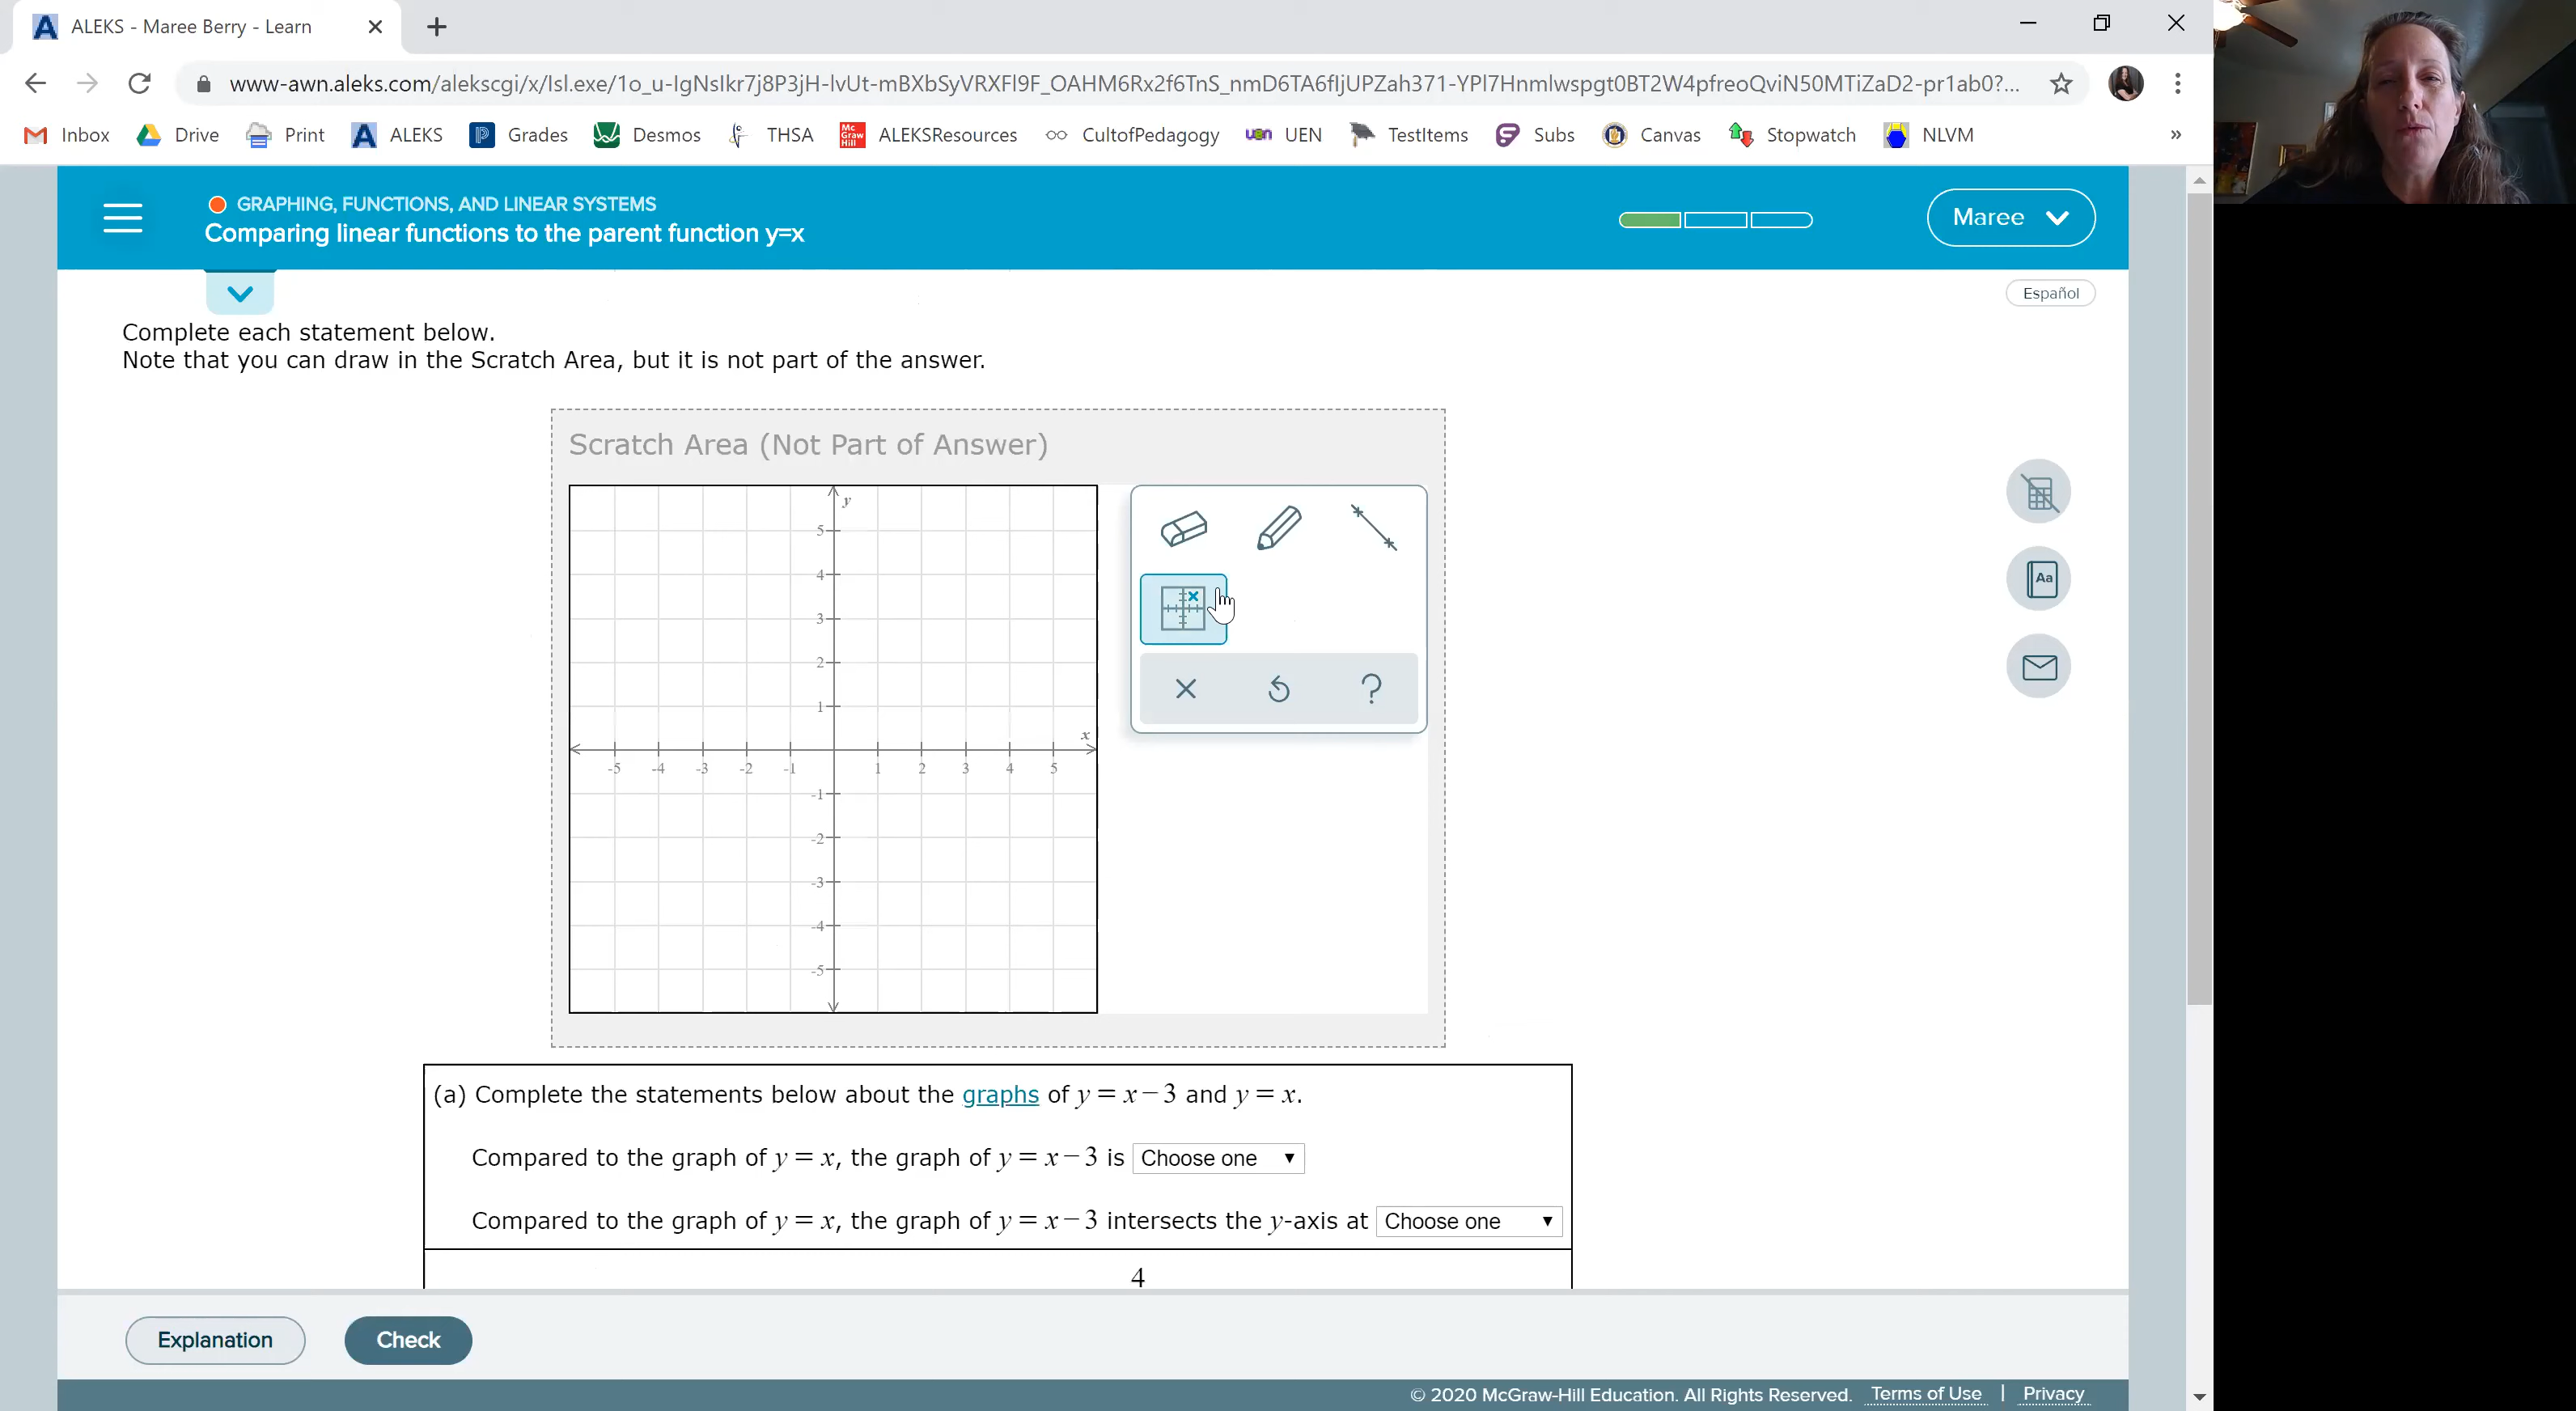 ALEKS - Maree Berry - Learn
www-awn.aleks.com/alekscgi/x/Isl.exe/1o_u-IgNsIkr7j8P3jH-lvUt-mBXbSyVRXFl9F_OAHM6Rx2f6TnS_nmD6TA6fIjUPZah371-YPl7Hnmlwspgt0BT2W4pfreoQviN50MTiZaD2-pr1ab0?...
Inbox Drive Print ALEKS Grades Desmos THSA ALEKSResources CultofPedagogy UEN TestItems Subs Canvas Stopwatch NLVM »
GRAPHING, FUNCTIONS, AND LINEAR SYSTEMS
Comparing linear functions to the parent function y=x
Maree
Español
Complete each statement below.
Note that you can draw in the Scratch Area, but it is not part of the answer.
Scratch Area (Not Part of Answer)
y
5
4
3
2
1
x
-5 -4 -3 -2 -1 1 2 3 4 5
-1
-2
-3
-4
-5
?
Aa
(a) Complete the statements below about the graphs of y = x − 3 and y = x.
Compared to the graph of y = x, the graph of y = x − 3 is Choose one
Compared to the graph of y = x, the graph of y = x − 3 intersects the y-axis at Choose one
4
Explanation Check
© 2020 McGraw-Hill Education. All Rights Reserved. Terms of Use | Privacy